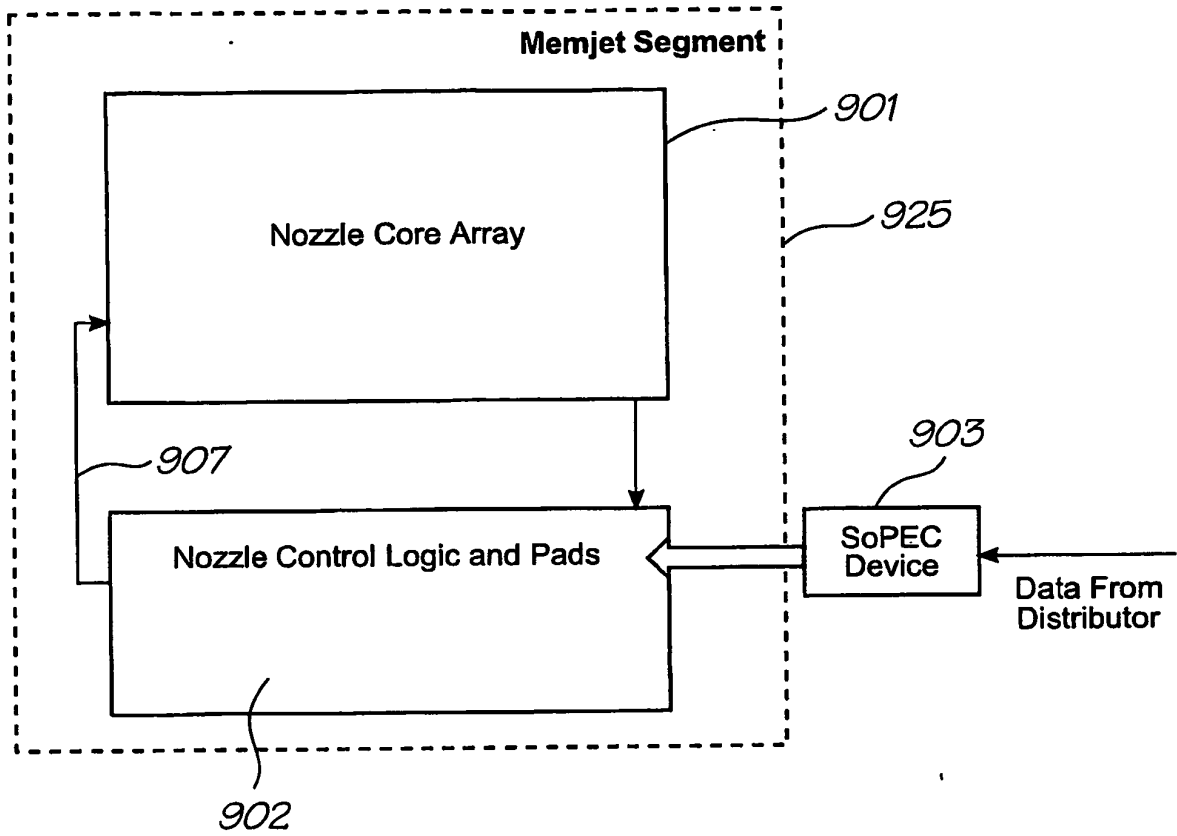 Memjet Segment
901
Nozzle Core Array
925
907
903
Nozzle Control Logic and Pads
SoPEC
Device
Data From
Distributor
902